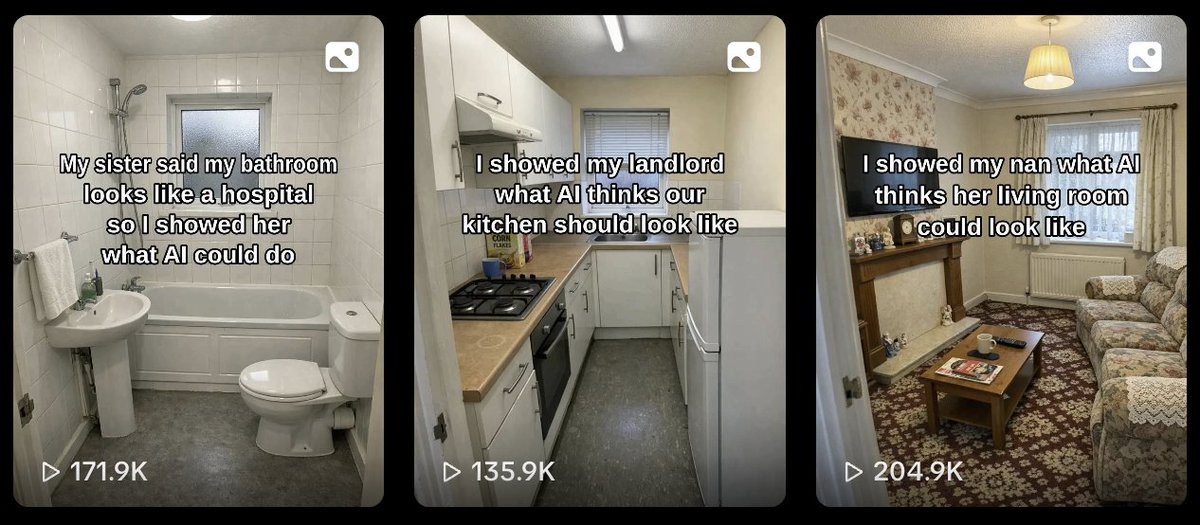 My sister said my bathroom
looks like a hospital
so I showed her
what AI could do
171.9K
I showed my landlord
what AI thinks our
kitchen should look like
CORN
FLAKES
135.9K
I showed my nan what AI
thinks her living room
could look like
204.9K